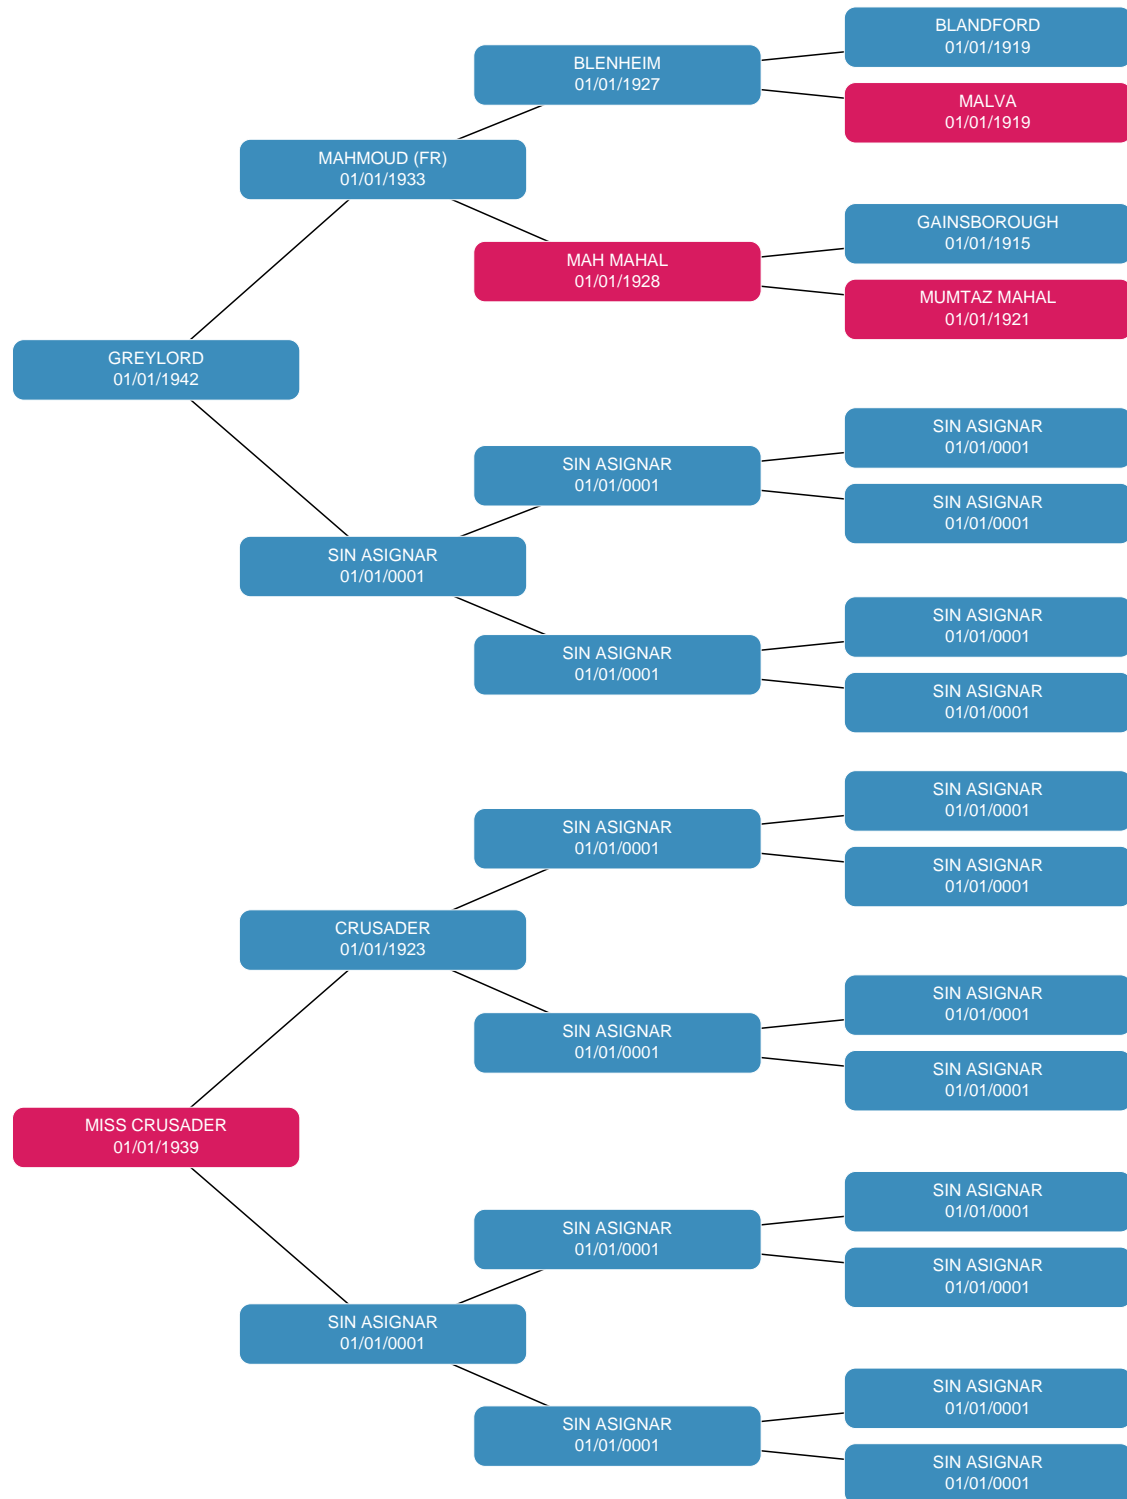 BLANDFORD
01/01/1919
BLENHEIM
01/01/1927
MALVA
01/01/1919
MAHMOUD (FR)
01/01/1933
GAINSBOROUGH
01/01/1915
MAH MAHAL
01/01/1928
MUMTAZ MAHAL
01/01/1921
GREYLORD
01/01/1942
SIN ASIGNAR
01/01/0001
SIN ASIGNAR
01/01/0001
SIN ASIGNAR
01/01/0001
SIN ASIGNAR
01/01/0001
SIN ASIGNAR
01/01/0001
SIN ASIGNAR
01/01/0001
SIN ASIGNAR
01/01/0001
SIN ASIGNAR
01/01/0001
SIN ASIGNAR
01/01/0001
SIN ASIGNAR
01/01/0001
CRUSADER
01/01/1923
SIN ASIGNAR
01/01/0001
SIN ASIGNAR
01/01/0001
SIN ASIGNAR
01/01/0001
MISS CRUSADER
01/01/1939
SIN ASIGNAR
01/01/0001
SIN ASIGNAR
01/01/0001
SIN ASIGNAR
01/01/0001
SIN ASIGNAR
01/01/0001
SIN ASIGNAR
01/01/0001
SIN ASIGNAR
01/01/0001
SIN ASIGNAR
01/01/0001